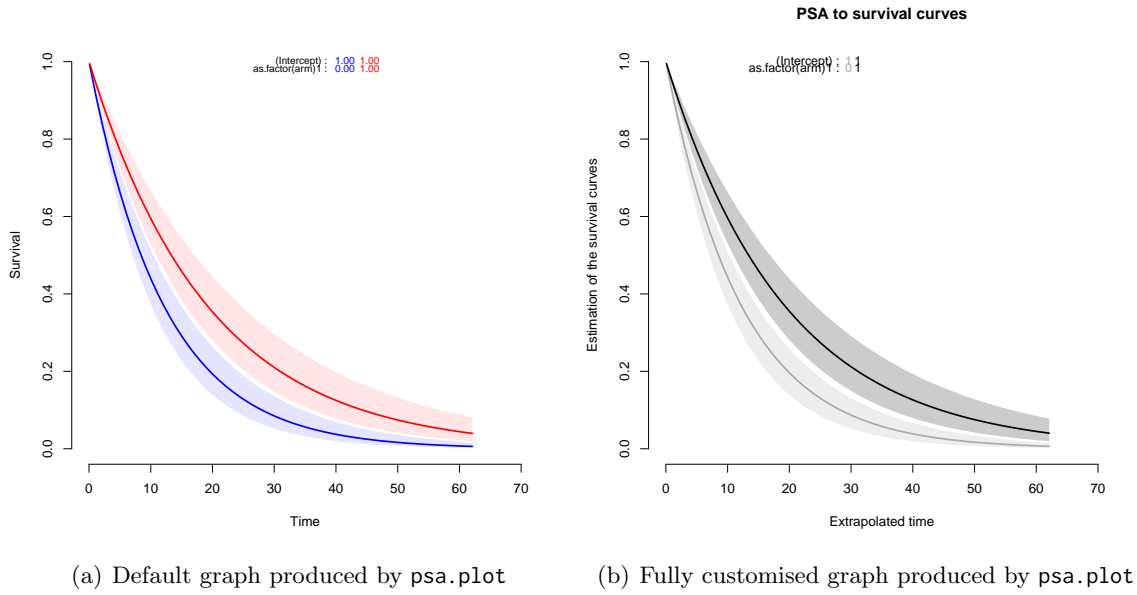 PSA to survival curves
(Intercept) : 1.00 1.00
as.factor(arm)1 : 0.00 1.00
Survival
1.0
0.8
0.6
0.4
0.2
0.0
0 10 20 30 40 50 60 70
Time
(Intercept) : 1 1
as.factor(arm)1 : 0 1
Estimation of the survival curves
1.0
0.8
0.6
0.4
0.2
0.0
0 10 20 30 40 50 60 70
Extrapolated time
(a) Default graph produced by psa.plot
(b) Fully customised graph produced by psa.plot